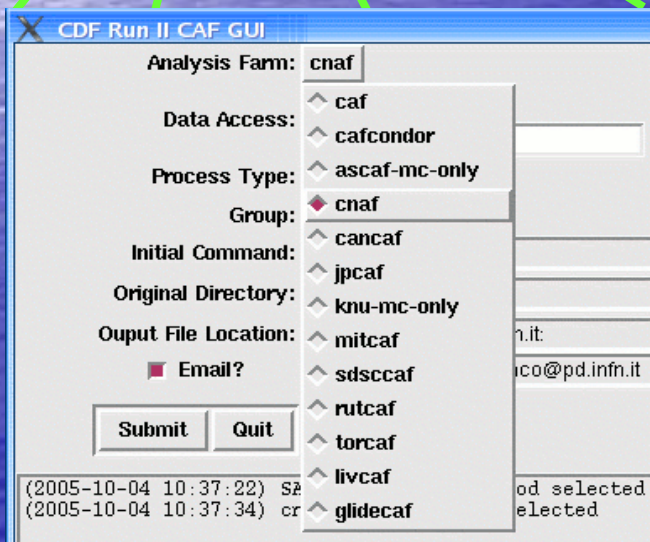 CDF Run II CAF GUI
Analysis Farm: cnaf
Data Access:
Process Type:
Group:
Initial Command:
Original Directory:
Ouput File Location:
Email?
caf
cafcondor
ascaf-mc-only
cnaf
cancaf
jpcaf
knu-mc-only
mitcaf
sdsccaf
rutcaf
torcaf
livcaf
glidecaf
n.it:
nco@pd.infn.it
Submit Quit
(2005-10-04 10:37:22) SA od selected
(2005-10-04 10:37:34) cr elected